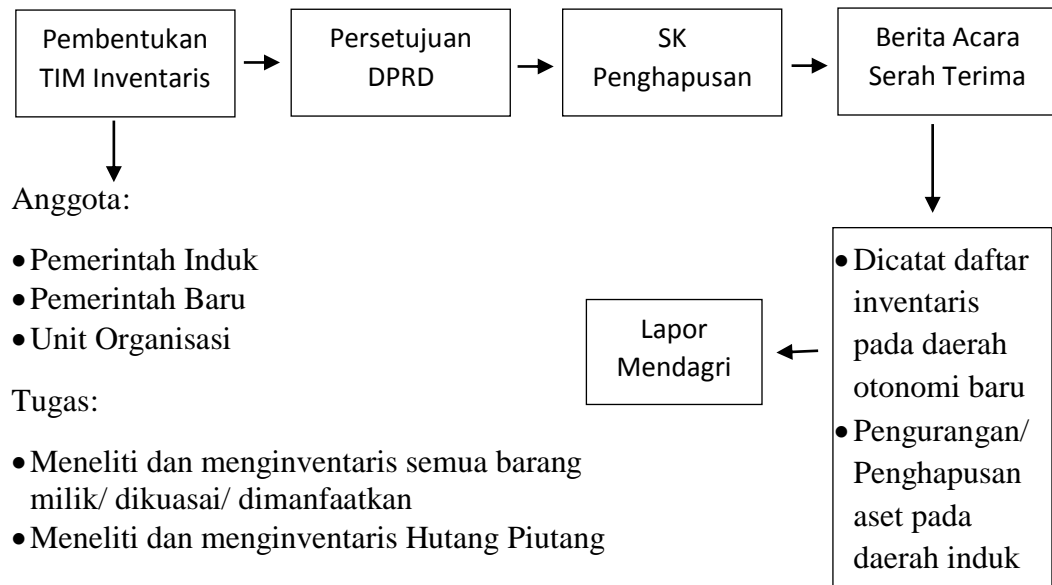 Pembentukan
TIM Inventaris
Persetujuan
DPRD
SK
Penghapusan
Berita Acara
Serah Terima
Anggota:
• Pemerintah Induk
• Pemerintah Baru
• Unit Organisasi
Tugas:
• Meneliti dan menginventaris semua barang
milik/ dikuasai/ dimanfaatkan
• Meneliti dan menginventaris Hutang Piutang
Lapor
Mendagri
• Dicatat daftar
inventaris
pada daerah
otonomi baru
• Pengurangan/
Penghapusan
aset pada
daerah induk